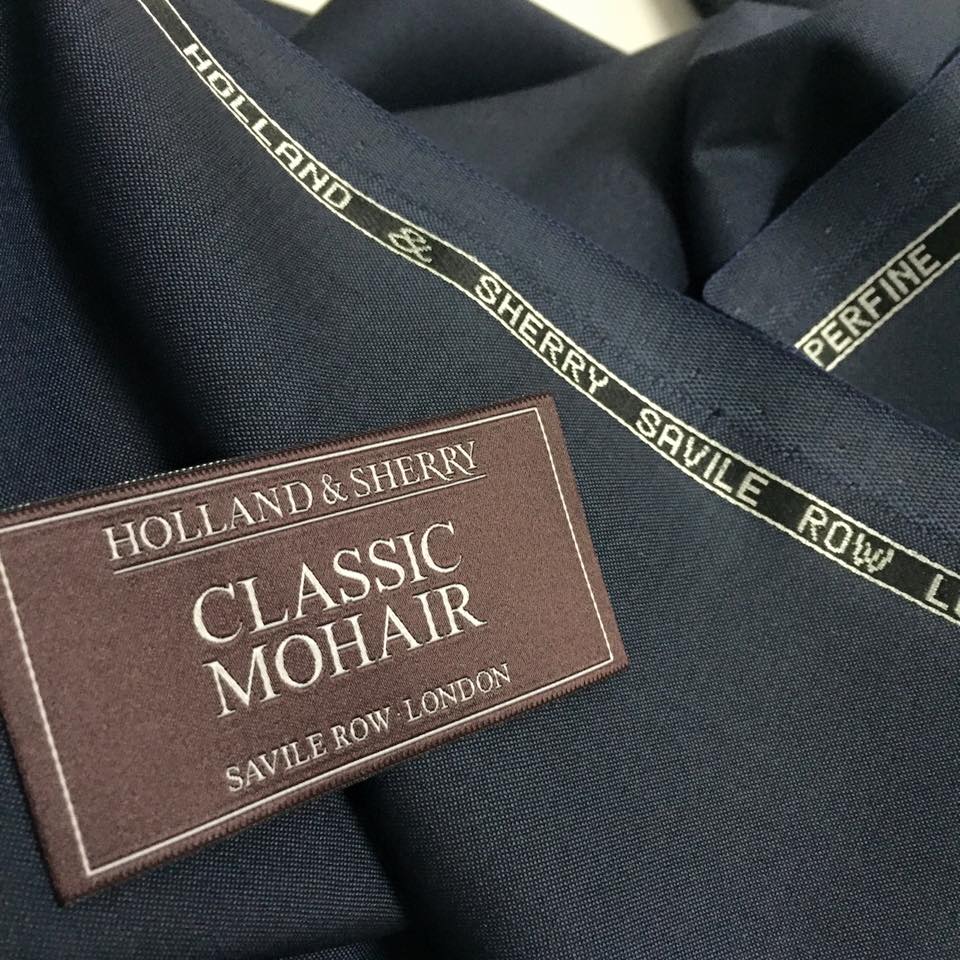 HOLLAND & SHERRY SAVILE ROW
PERFINE
HOLLAND & SHERRY
CLASSIC
MOHAIR
SAVILE ROW · LONDON